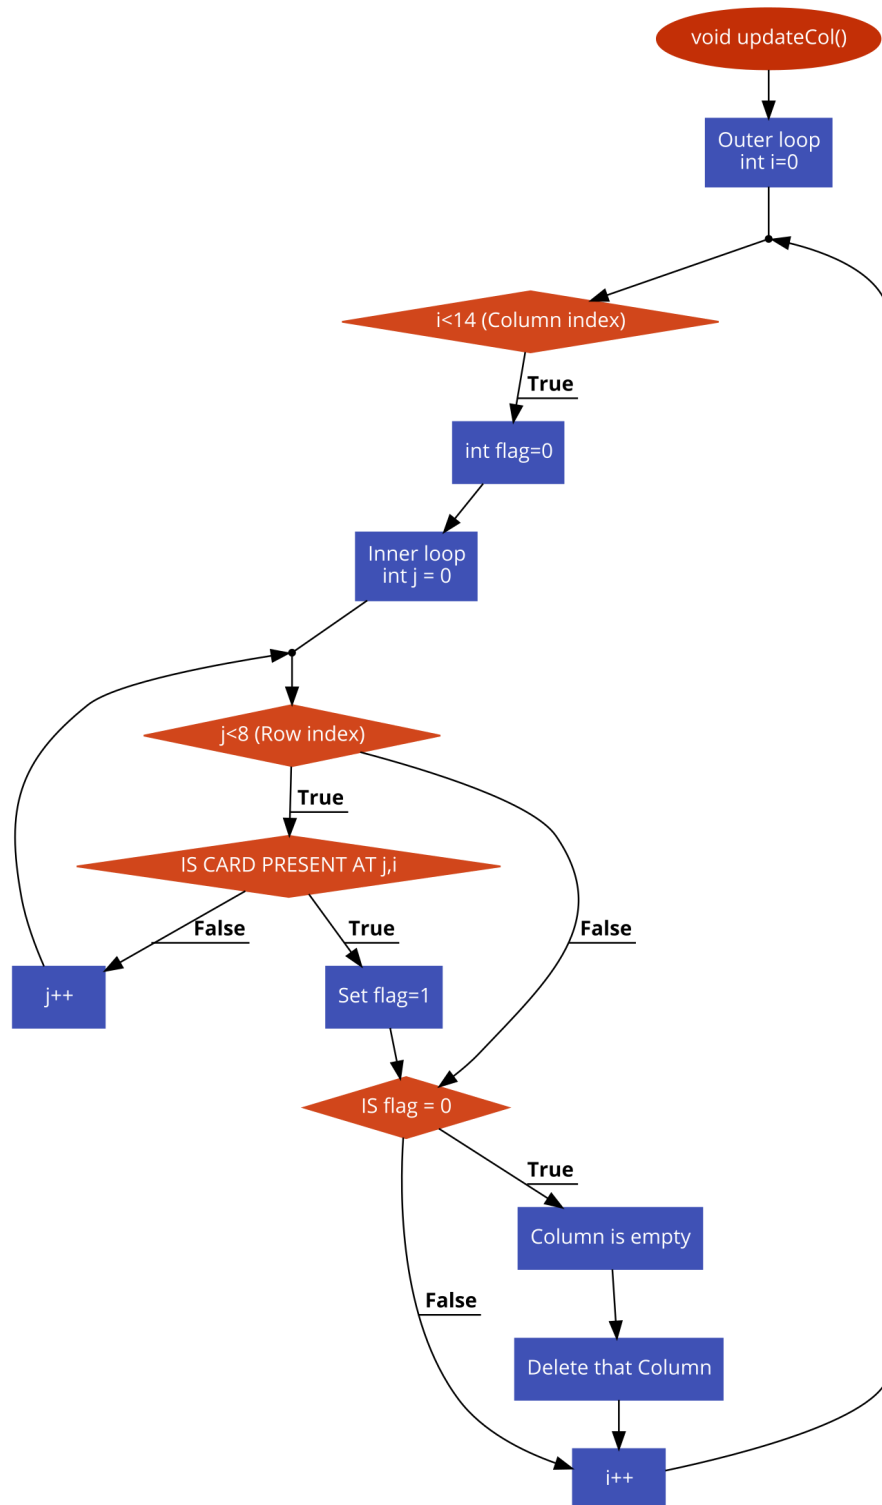 void updateCol()
Outer loop
int i=0
i<14 (Column index)
True
int flag=0
Inner loop
int j = 0
j<8 (Row index)
True
IS CARD PRESENT AT j,i
False
True
False
j++
Set flag=1
IS flag = 0
True
Column is empty
False
Delete that Column
i++